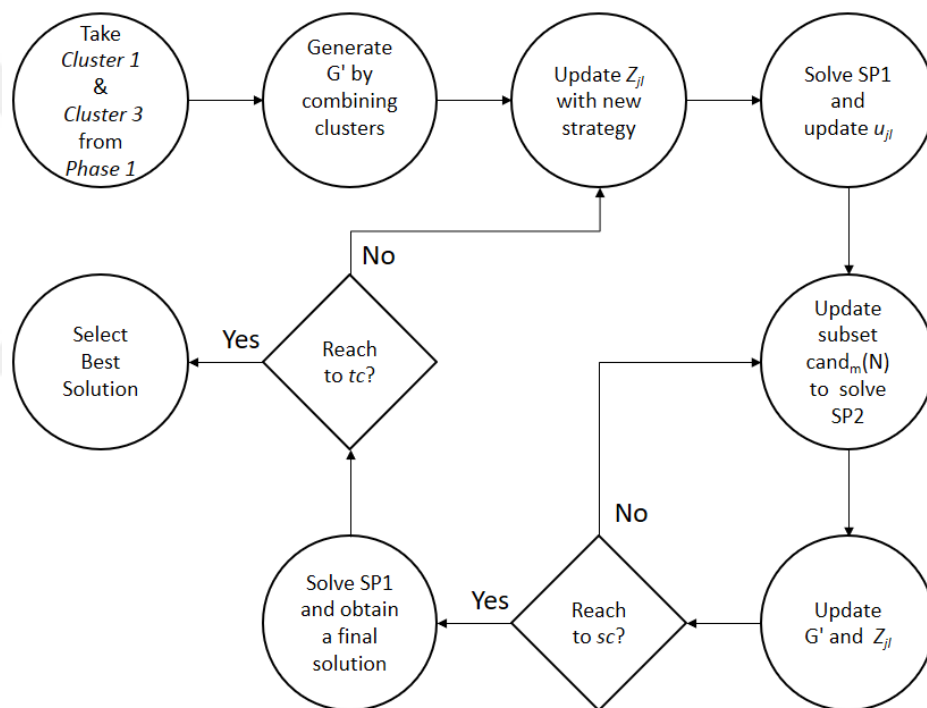 Take
Cluster 1
&
Cluster 3
from
Phase 1
Generate
G' by
combining
clusters
Update Zjl
with new
strategy
Solve SP1
and
update ujl
No
Select
Best
Solution
Yes
Reach
to tc?
Update
subset
candm(N)
to solve
SP2
No
Solve SP1
and obtain
a final
solution
Yes
Reach
to sc?
Update
G' and Zjl